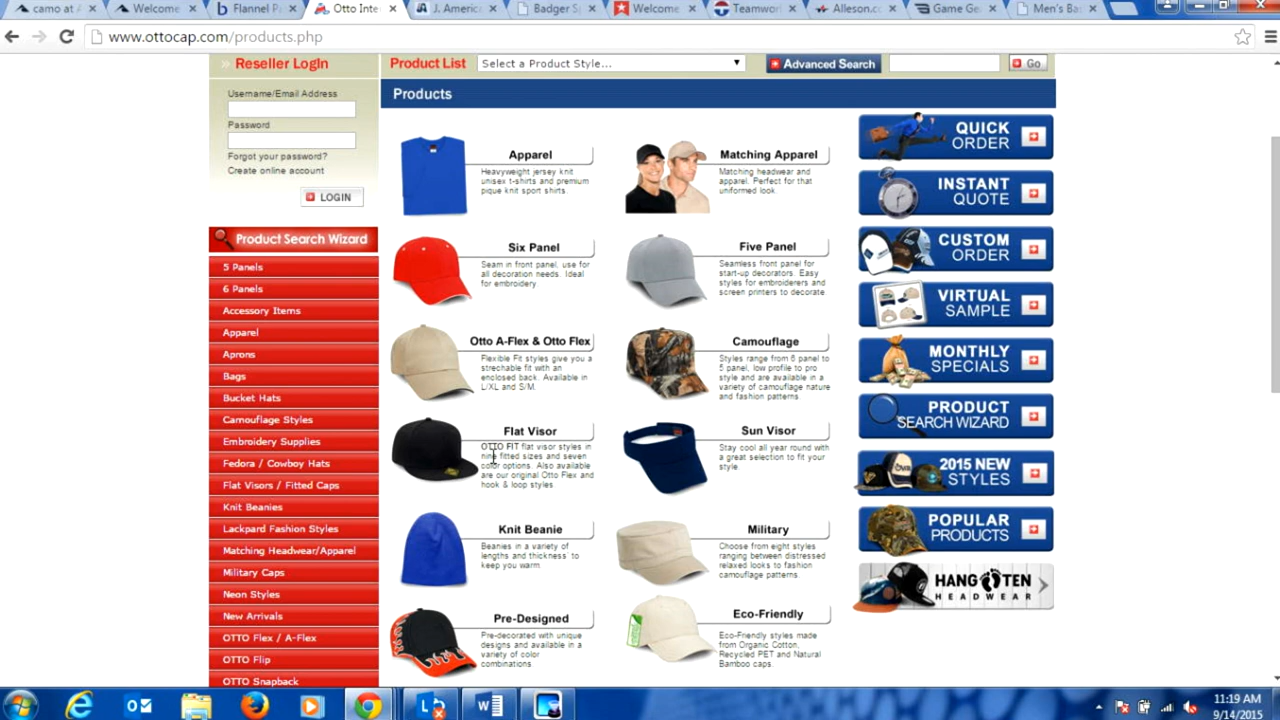 camo at A
Welcome
Flannel P
Otto Inte
J. America
Badger Sp
Welcome
Teamwor
Alleson.co
Game Ge
Men's Ba
www.ottocap.com/products.php
» Reseller LogIn
Product List
Select a Product Style...
Advanced Search
Go
Username/Email Address
Password
Forgot your password?
Create online account
LOGIN
Product Search Wizard
5 Panels
6 Panels
Accessory Items
Apparel
Aprons
Bags
Bucket Hats
Camouflage Styles
Embroidery Supplies
Fedora / Cowboy Hats
Flat Visors / Fitted Caps
Knit Beanies
Lackpard Fashion Styles
Matching Headwear/Apparel
Military Caps
Neon Styles
New Arrivals
OTTO Flex / A-Flex
OTTO Flip
OTTO Snapback
Products
Apparel
Heavyweight jersey knit
unisex t-shirts and premium
pique knit sport shirts.
Matching Apparel
Matching headwear and
apparel. Perfect for that
uniformed look.
Six Panel
Seam in front panel. use for
all decoration needs. Ideal
for embroidery
Five Panel
Seamless front panel for
start-up decorators. Easy
styles for embroiderers and
screen printers to decorate.
Otto A-Flex & Otto Flex
Flexible Fit styles give you a
strechable fit with an
enclosed back. Available in
L/XL and S/M.
Camouflage
Styles range from 6 panel to
5 panel, low profile to pro
style and are available in a
variety of camouflage nature
and fashion patterns.
Flat Visor
OTTO FIT flat visor styles in
nine fitted sizes and seven
color options. Also available
are our original Otto Flex and
hook & loop styles
Sun Visor
Stay cool all year round with
a great selection to fit your
style.
Knit Beanie
Beanies in a variety of
lengths and thickness to
keep you warm.
Military
Choose from eight styles
ranging between distressed
relaxed looks to fashion
camouflage patterns.
Pre-Designed
Pre-decorated with unique
designs and available in a
variety of color
combinations
Eco-Friendly
Eco-Friendly styles made
from Organic Cotton,
Recycled PET and Natural
Bamboo caps.
QUICK
ORDER
INSTANT
QUOTE
CUSTOM
ORDER
VIRTUAL
SAMPLE
MONTHLY
SPECIALS
PRODUCT
SEARCH WIZARD
2015 NEW
STYLES
POPULAR
PRODUCTS
HANG TEN
HEADWEAR
11:19 AM
9/14/2015